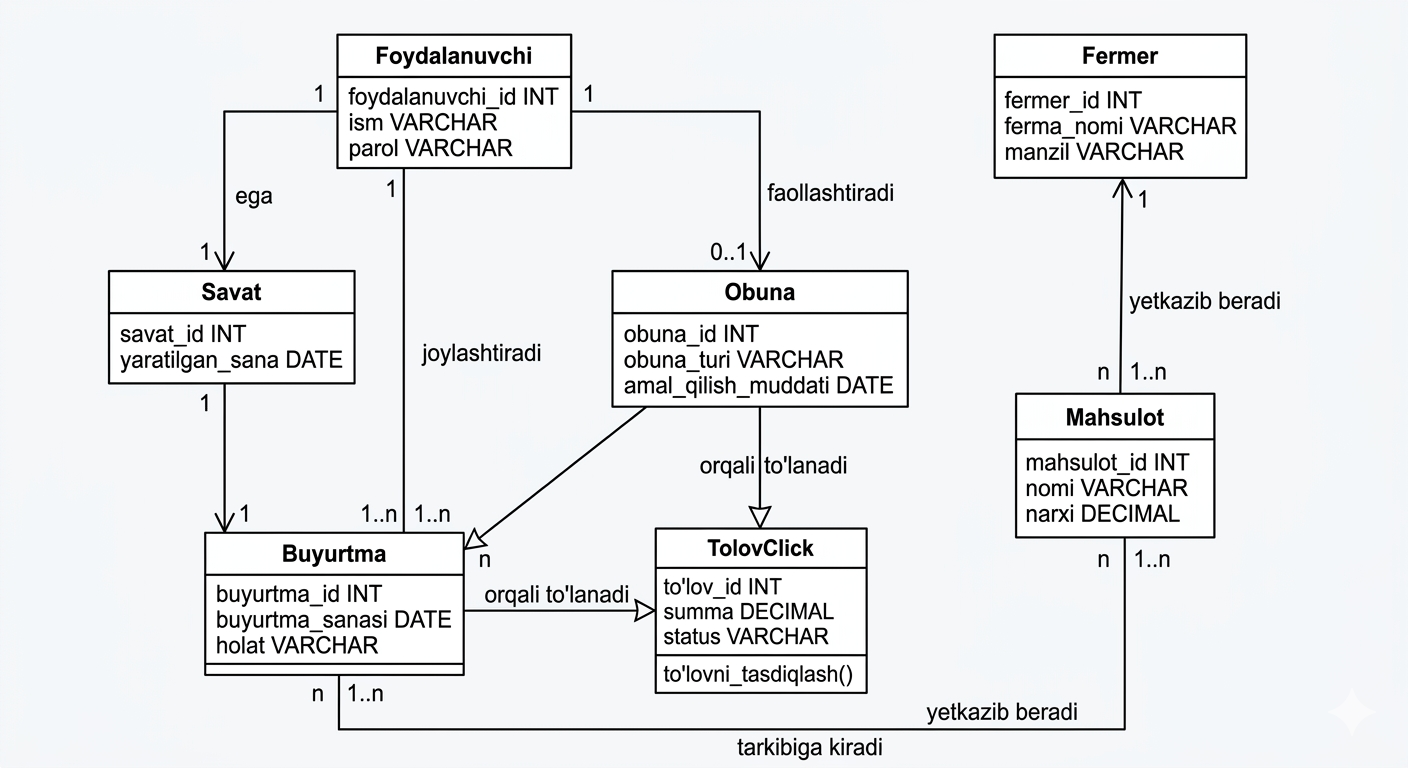 Foydalanuvchi
foydalanuvchi_id INT
ism VARCHAR
parol VARCHAR
1
1
1
ega
faollashtiradi
1
0..1
Fermer
fermer_id INT
ferma_nomi VARCHAR
manzil VARCHAR
1
yetkazib beradi
n 1..n
Savat
savat_id INT
yaratilgan_sana DATE
1
1
joylashtiradi
1..n 1..n
Obuna
obuna_id INT
obuna_turi VARCHAR
amal_qilish_muddati DATE
orqali to'lanadi
n
Mahsulot
mahsulot_id INT
nomi VARCHAR
narxi DECIMAL
n 1..n
Buyurtma
buyurtma_id INT
buyurtma_sanasi DATE
holat VARCHAR
orqali to'lanadi
TolovClick
to'lov_id INT
summa DECIMAL
status VARCHAR
to'lovni_tasdiqlash()
n 1..n
yetkazib beradi
tarkibiga kiradi